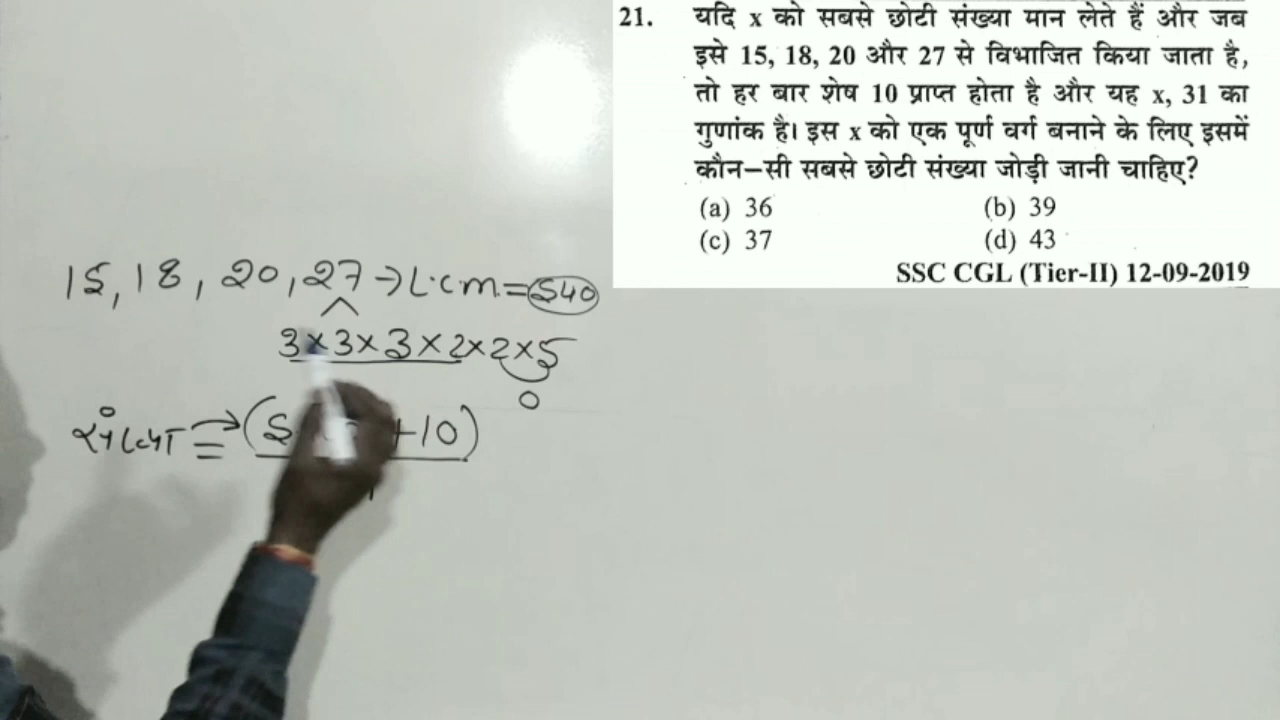 21. यदि x को सबसे छोटी संख्या मान लेते हैं और जब
इसे 15, 18, 20 और 27 से विभाजित किया जाता है,
तो हर बार शेष 10 प्राप्त होता है और यह x, 31 का
गुणांक है। इस x को एक पूर्ण वर्ग बनाने के लिए इसमें
कौन–सी सबसे छोटी संख्या जोड़ी जानी चाहिए?
(a) 36 (b) 39
(c) 37 (d) 43
SSC CGL (Tier-II) 12-09-2019
15, 18, 20, 27 → L.C.M. = 540
3 × 3 × 3 × 2 × 2 × 5
0
संख्या = → ( + 10)